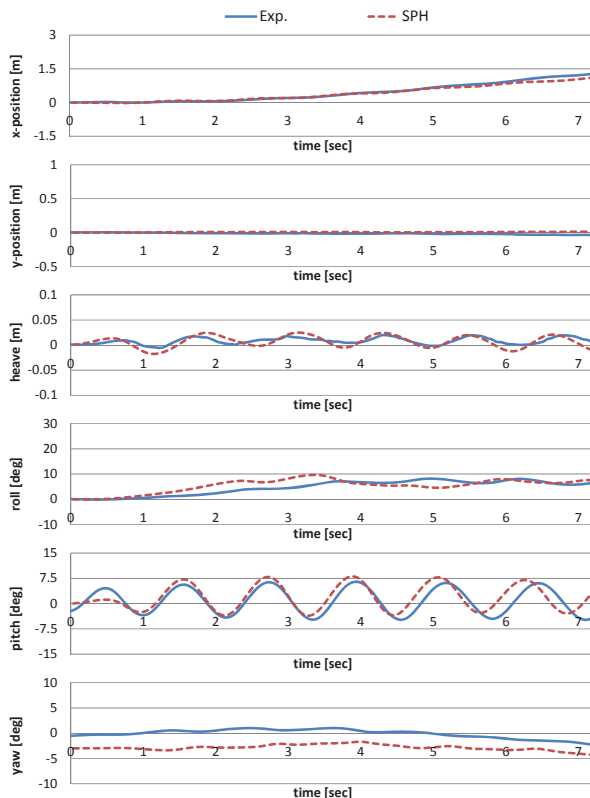 Exp. SPH
x-position [m]
3
1.5
0
-1.5
0 1 2 3 4 5 6 7
time [sec]
y-position [m]
1
0.5
0
-0.5
0 1 2 3 4 5 6 7
time [sec]
heave [m]
0.1
0.05
0
-0.05
-0.1
0 1 2 3 4 5 6 7
time [sec]
roll [deg]
30
20
10
0
-10
0 1 2 3 4 5 6 7
time [sec]
pitch [deg]
15
7.5
0
-7.5
-15
0 1 2 3 4 5 6 7
time [sec]
yaw [deg]
10
5
0
-5
-10
0 1 2 3 4 5 6 7
time [sec]